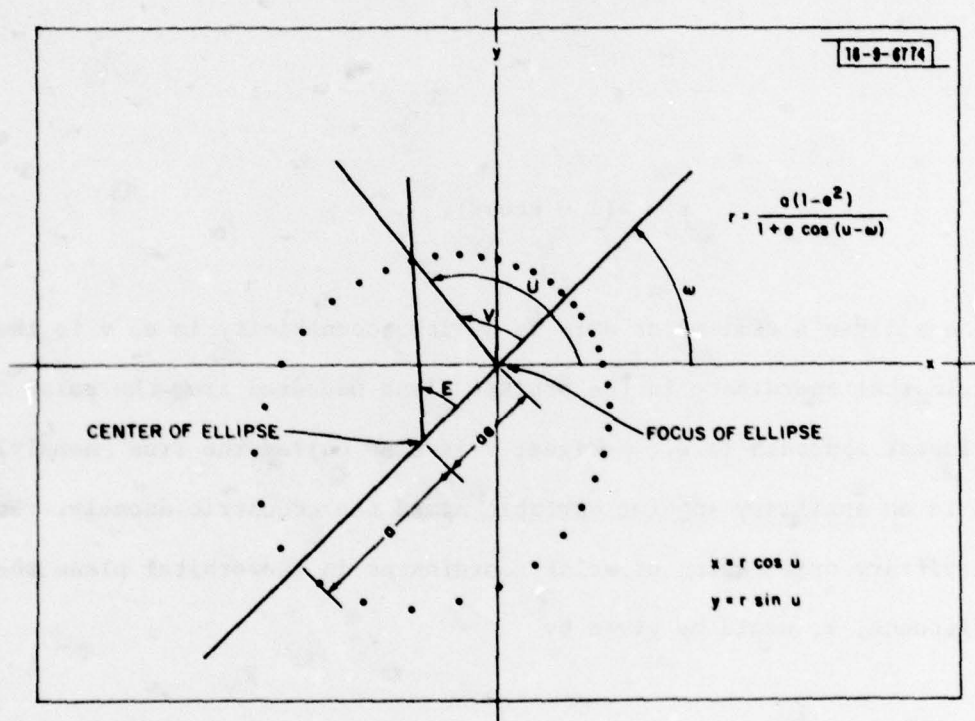 y
18-9-6774
r = a(1-e²) / 1 + e cos (u-ω)
U
ω
V
x
E
CENTER OF ELLIPSE
FOCUS OF ELLIPSE
ae
a
x = r cos u
y = r sin u